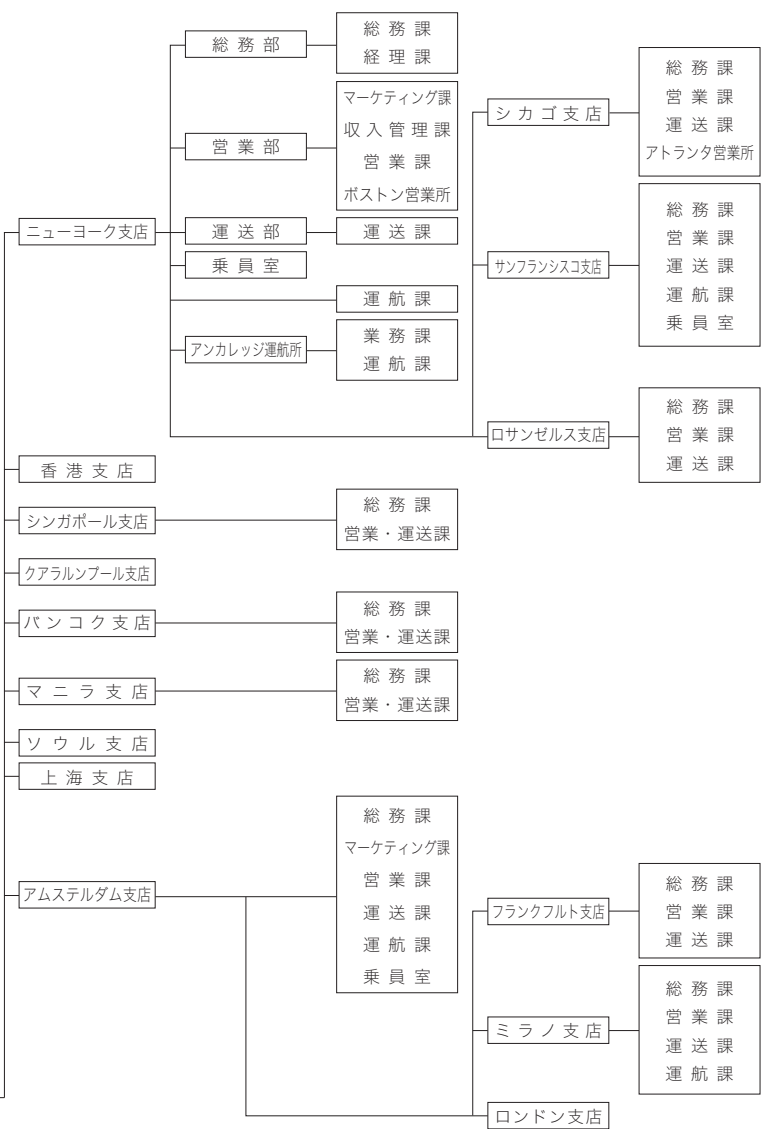 総務部
総務課
経理課
営業部
マーケティング課
収入管理課
営業課
ボストン営業所
ニューヨーク支店
運送部
運送課
乗員室
運航課
アンカレッジ運航所
業務課
運航課
シカゴ支店
総務課
営業課
運送課
アトランタ営業所
サンフランシスコ支店
総務課
営業課
運送課
運航課
乗員室
ロサンゼルス支店
総務課
営業課
運送課
香港支店
シンガポール支店
総務課
営業・運送課
クアラルンプール支店
バンコク支店
総務課
営業・運送課
マニラ支店
総務課
営業・運送課
ソウル支店
上海支店
アムステルダム支店
総務課
マーケティング課
営業課
運送課
運航課
乗員室
フランクフルト支店
総務課
営業課
運送課
ミラノ支店
総務課
営業課
運送課
運航課
ロンドン支店